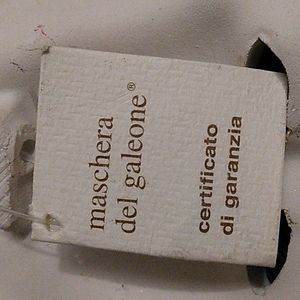 maschera
del galeone®
certificato
di garanzia